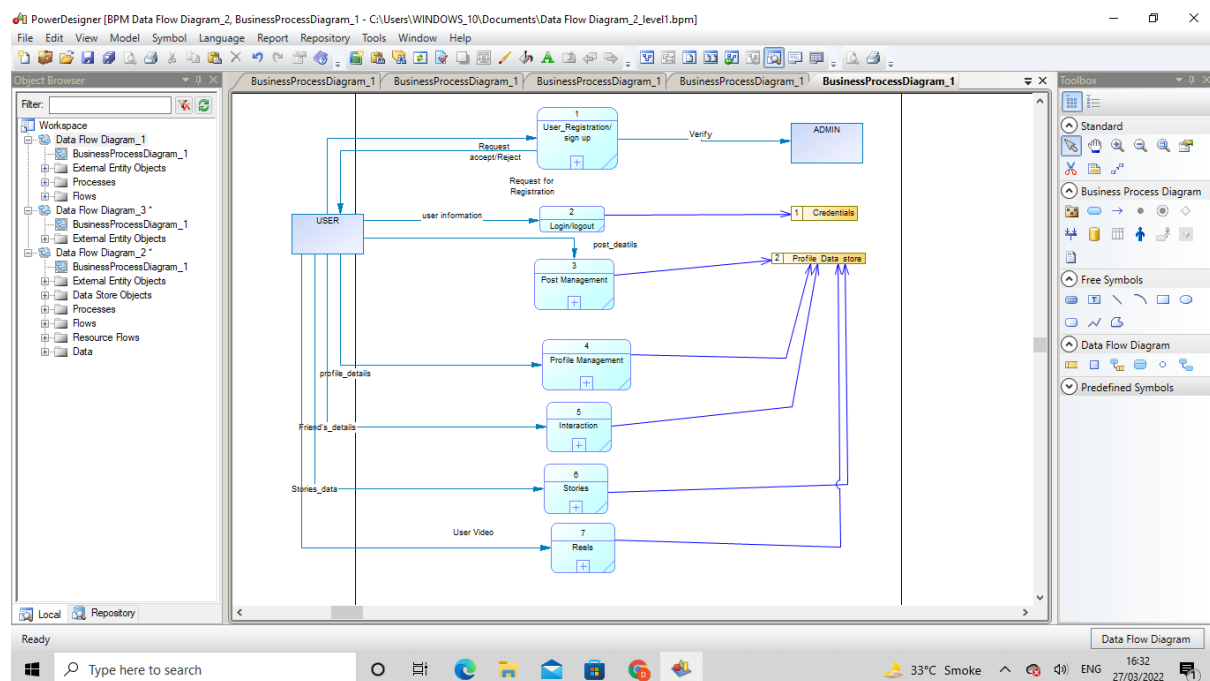 PowerDesigner [BPM Data Flow Diagram_2, BusinessProcessDiagram_1 - C:\Users\WINDOWS_10\Documents\Data Flow Diagram_2_level1.bpm]
File Edit View Model Symbol Language Report Repository Tools Window Help
Object Browser
Filter:
Workspace
Data Flow Diagram_1
BusinessProcessDiagram_1
External Entity Objects
Processes
Flows
Data Flow Diagram_3 *
BusinessProcessDiagram_1
External Entity Objects
Data Flow Diagram_2 *
BusinessProcessDiagram_1
External Entity Objects
Data Store Objects
Processes
Flows
Resource Flows
Data
Local Repository
BusinessProcessDiagram_1 BusinessProcessDiagram_1 BusinessProcessDiagram_1 BusinessProcessDiagram_1 BusinessProcessDiagram_1
1
User_Registration/
sign up
Verify
ADMIN
Request
accept/Reject
Request for
Registration
USER
user information
2
Login/logout
1 Credentials
post_deatils
3
Post Management
2 Profile_Data_store
4
Profile Management
profile_details
5
Interaction
Friend's_details
6
Stories
Stories_data
User Video
7
Reels
Toolbox
Standard
Business Process Diagram
Free Symbols
Data Flow Diagram
Predefined Symbols
Ready
Data Flow Diagram
Type here to search
33°C Smoke
ENG
16:32
27/03/2022